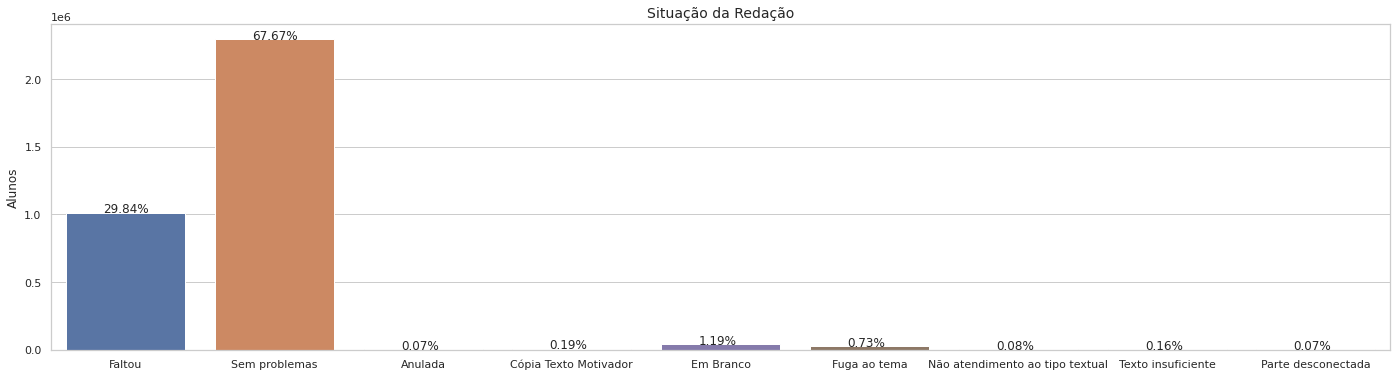 Situação da Redação
1e6
Alunos
2.0
1.5
1.0
0.5
0.0
29.84%
67.67%
0.07%
0.19%
1.19%
0.73%
0.08%
0.16%
0.07%
Faltou
Sem problemas
Anulada
Cópia Texto Motivador
Em Branco
Fuga ao tema
Não atendimento ao tipo textual
Texto insuficiente
Parte desconectada